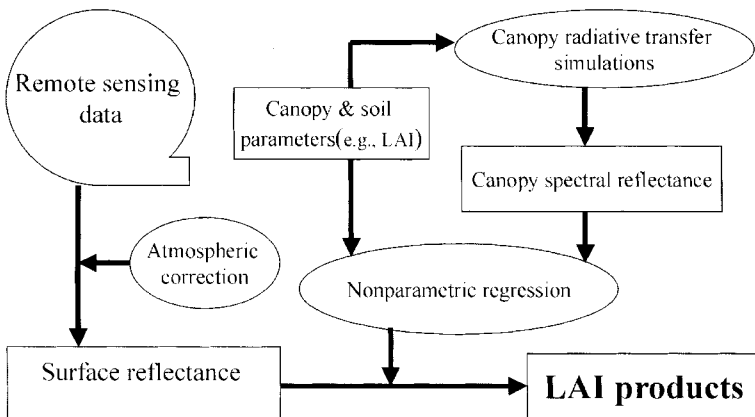 Remote sensing
data
Canopy radiative transfer
simulations
Canopy & soil
parameters(e.g., LAI)
Canopy spectral reflectance
Atmospheric
correction
Nonparametric regression
Surface reflectance
LAI products